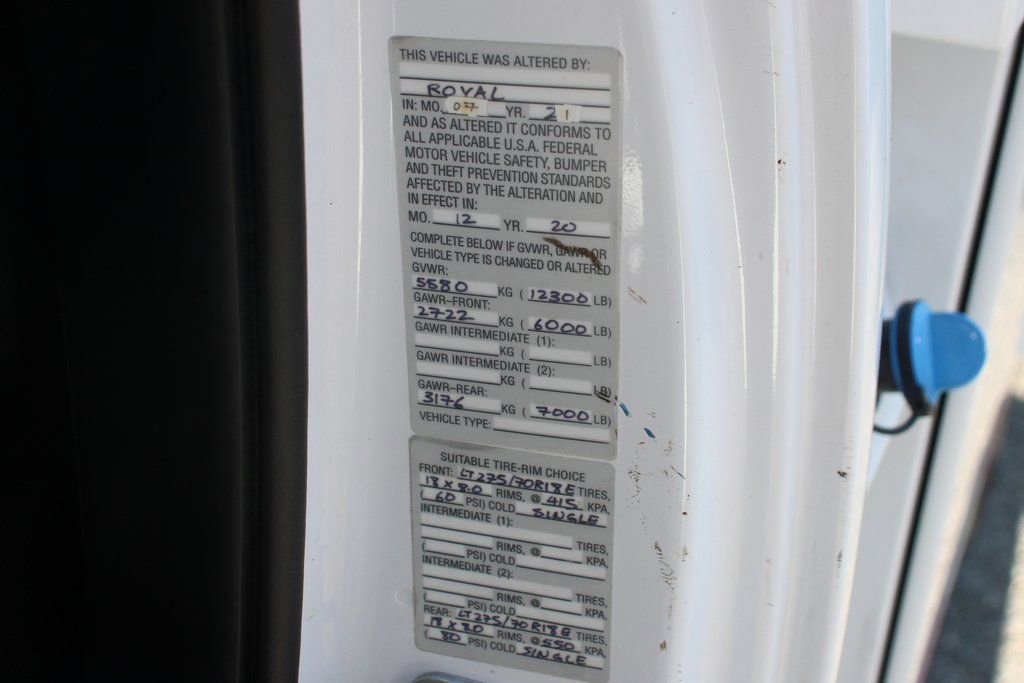 THIS VEHICLE WAS ALTERED BY:
ROYAL
IN: MO. 07 YR. 21
AND AS ALTERED IT CONFORMS TO
ALL APPLICABLE U.S.A. FEDERAL
MOTOR VEHICLE SAFETY, BUMPER
AND THEFT PREVENTION STANDARDS
AFFECTED BY THE ALTERATION AND
IN EFFECT IN:
MO. 12 YR. 20
COMPLETE BELOW IF GVWR, GAWR OR
VEHICLE TYPE IS CHANGED OR ALTERED
GVWR:
5580 KG ( 12300 LB)
GAWR–FRONT:
2722 KG ( 6000 LB)
GAWR INTERMEDIATE (1):
KG ( LB)
GAWR INTERMEDIATE (2):
KG ( LB)
GAWR–REAR:
3176 KG ( 7000 LB)
VEHICLE TYPE:
SUITABLE TIRE-RIM CHOICE
FRONT: LT275/70R18E TIRES,
18 x 8.0 RIMS, @ 415 KPA,
( 60 PSI) COLD SINGLE
INTERMEDIATE (1):
TIRES,
RIMS, @ KPA,
( PSI) COLD
INTERMEDIATE (2):
TIRES,
RIMS, @ KPA,
( PSI) COLD
REAR: LT275/70R18E TIRES,
18 x 8.0 RIMS, @ 550 KPA,
( 80 PSI) COLD SINGLE